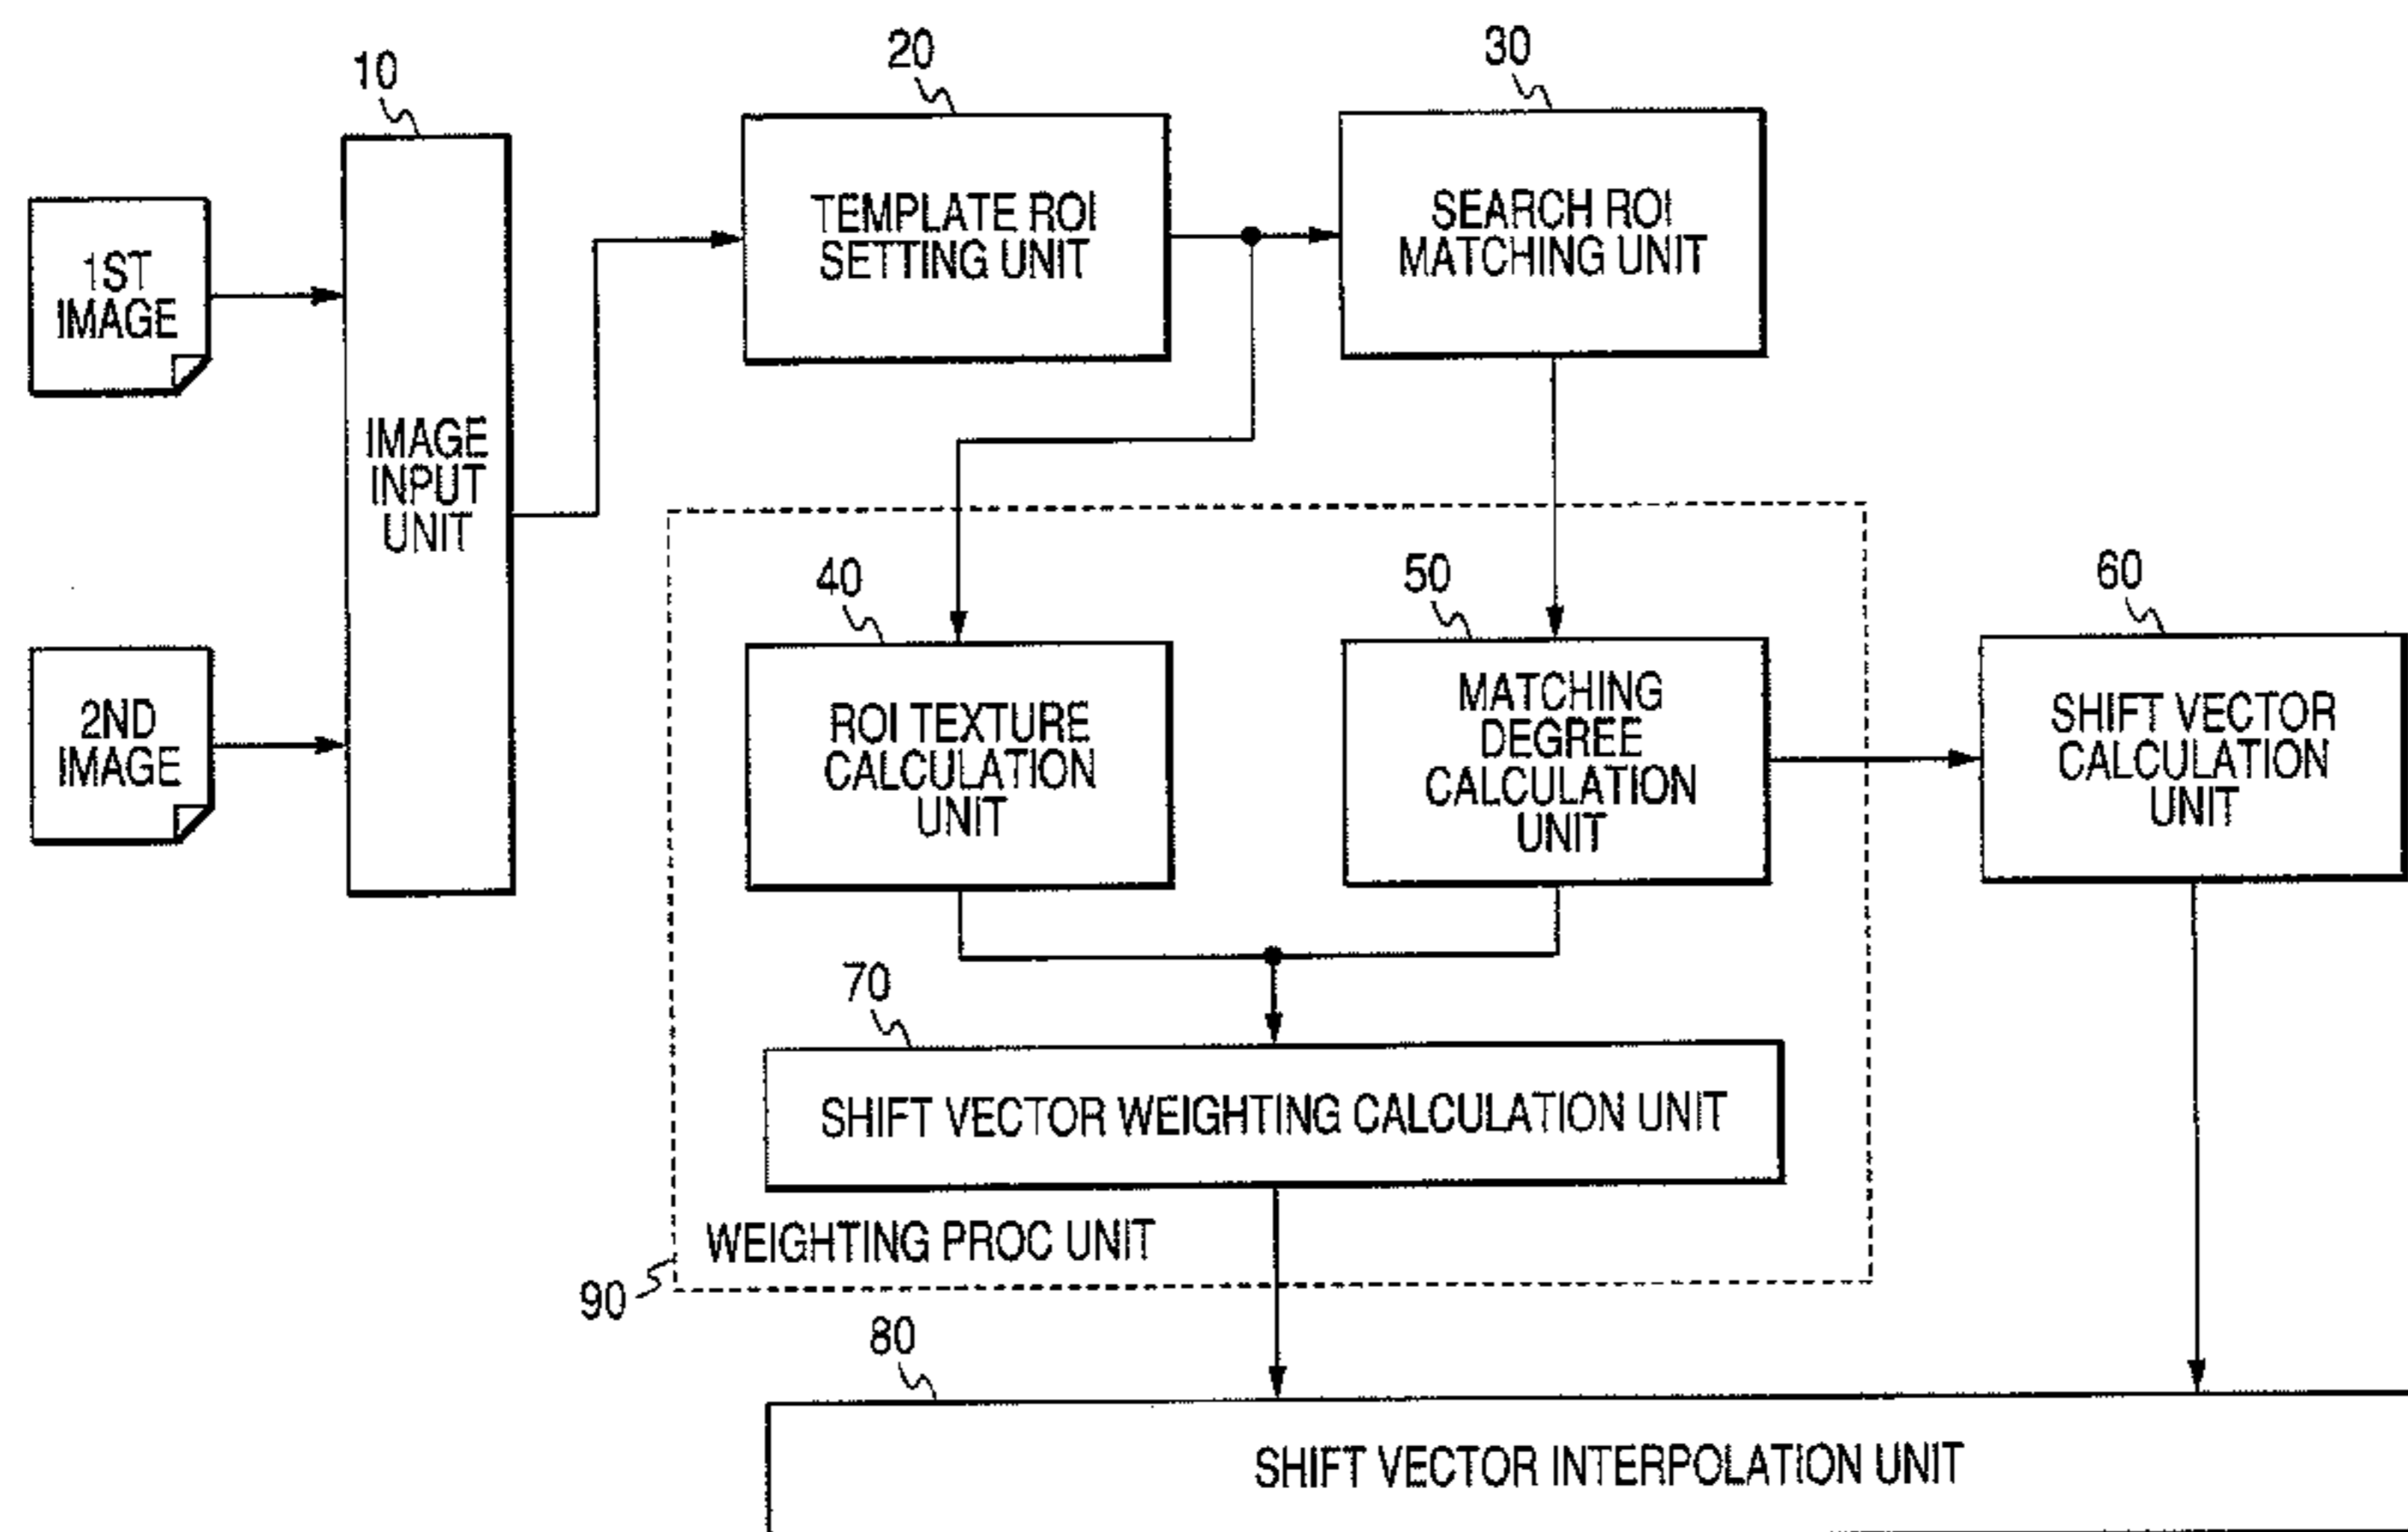 10
20
30
1ST
IMAGE
IMAGE
INPUT
UNIT
TEMPLATE ROI
SETTING UNIT
SEARCH ROI
MATCHING UNIT
2ND
IMAGE
40
50
60
ROI TEXTURE
CALCULATION
UNIT
MATCHING
DEGREE
CALCULATION
UNIT
SHIFT VECTOR
CALCULATION
UNIT
70
SHIFT VECTOR WEIGHTING CALCULATION UNIT
WEIGHTING PROC UNIT
90
80
SHIFT VECTOR INTERPOLATION UNIT